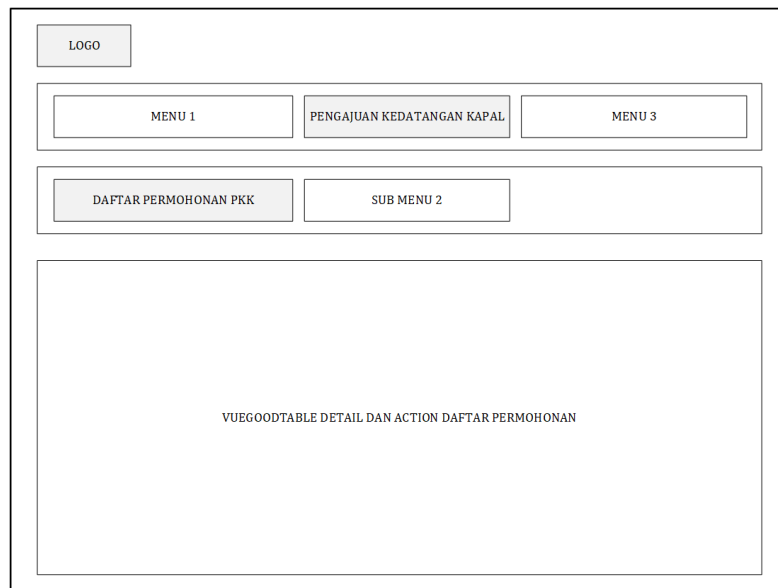 LOGO
MENU 1
PENGAJUAN KEDATANGAN KAPAL
MENU 3
DAFTAR PERMOHONAN PKK
SUB MENU 2
VUEGOODTABLE DETAIL DAN ACTION DAFTAR PERMOHONAN